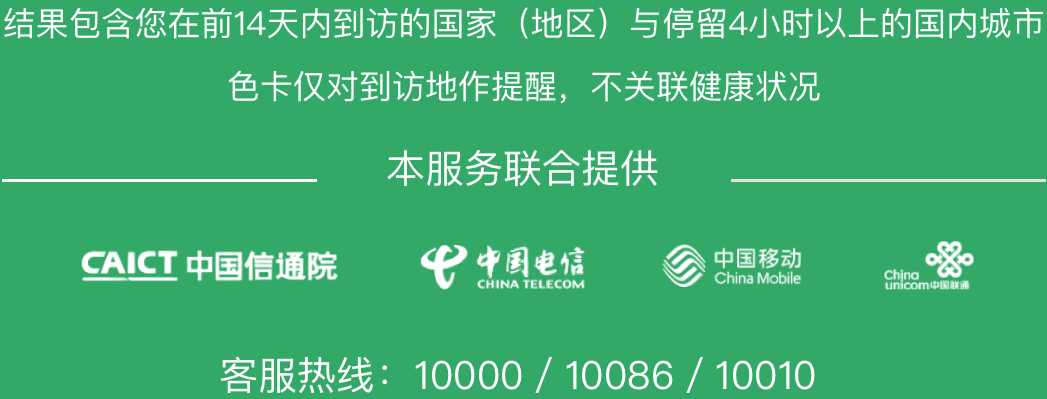 结果包含您在前14天内到访的国家（地区）与停留4小时以上的国内城市
色卡仅对到访地作提醒，不关联健康状况
本服务联合提供
CAICT 中国信通院
中国电信
CHINA TELECOM
中国移动
China Mobile
China
unicom中国联通
客服热线：10000 / 10086 / 10010